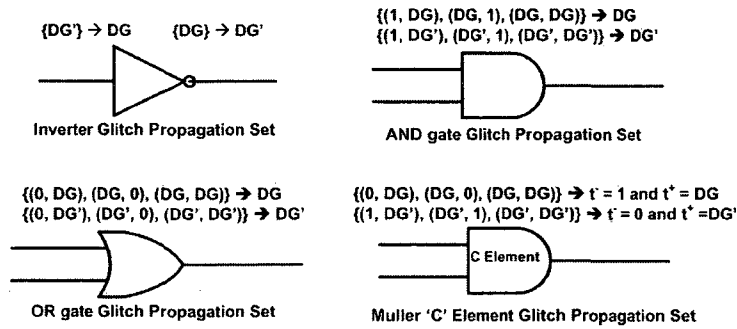 {DG'} → DG {DG} → DG'
Inverter Glitch Propagation Set
{(1, DG), (DG, 1), (DG, DG)} → DG
{(1, DG'), (DG', 1), (DG', DG')} → DG'
AND gate Glitch Propagation Set
{(0, DG), (DG, 0), (DG, DG)} → DG
{(0, DG'), (DG', 0), (DG', DG')} → DG'
OR gate Glitch Propagation Set
{(0, DG), (DG, 0), (DG, DG)} → t⁻ = 1 and t⁺ = DG
{(1, DG'), (DG', 1), (DG', DG')} → t⁻ = 0 and t⁺ =DG'
C Element
Muller 'C' Element Glitch Propagation Set